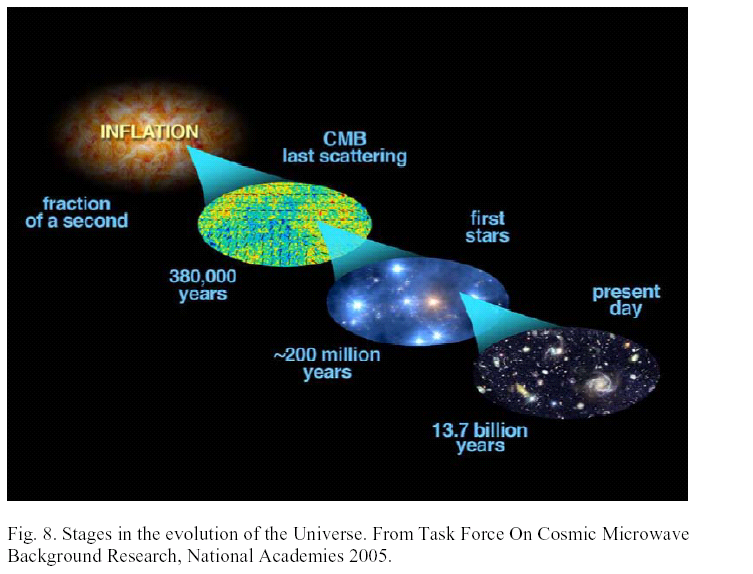 INFLATION
fraction
of a second
CMB
last scattering
380,000
years
first
stars
~200 million
years
present
day
13.7 billion
years
Fig. 8. Stages in the evolution of the Universe. From Task Force On Cosmic Microwave
Background Research, National Academies 2005.